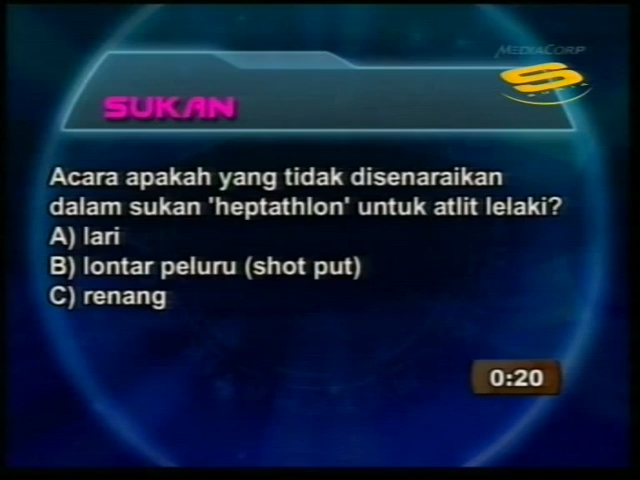 MEDIACORP
SUKAN
Acara apakah yang tidak disenaraikan
dalam sukan 'heptathlon' untuk atlit lelaki?
A) lari
B) lontar peluru (shot put)
C) renang
0:20